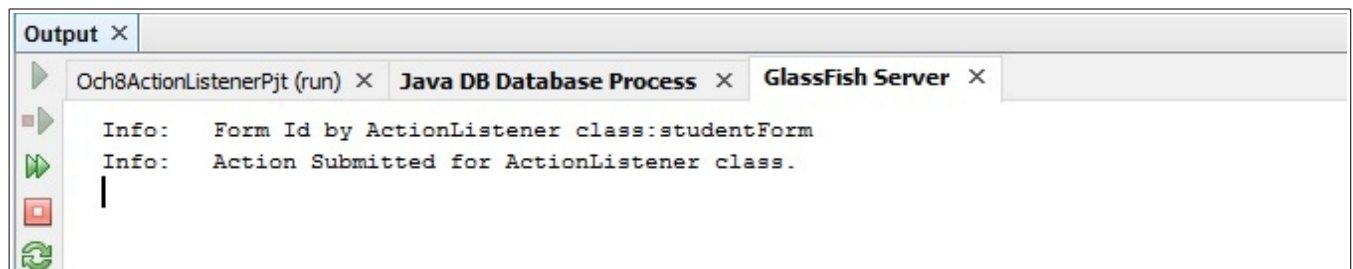 Output ×
Och8ActionListenerPjt (run) × Java DB Database Process × GlassFish Server ×
Info: Form Id by ActionListener class:studentForm
Info: Action Submitted for ActionListener class.